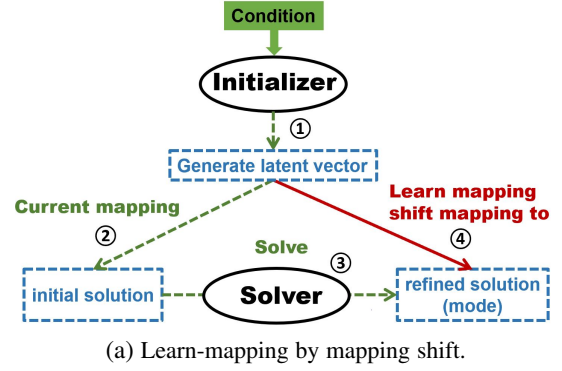 Condition
Initializer
①
Generate latent vector
Current mapping
②
Learn mapping
shift mapping to
④
Solve
③
initial solution
Solver
refined solution
(mode)
(a) Learn-mapping by mapping shift.